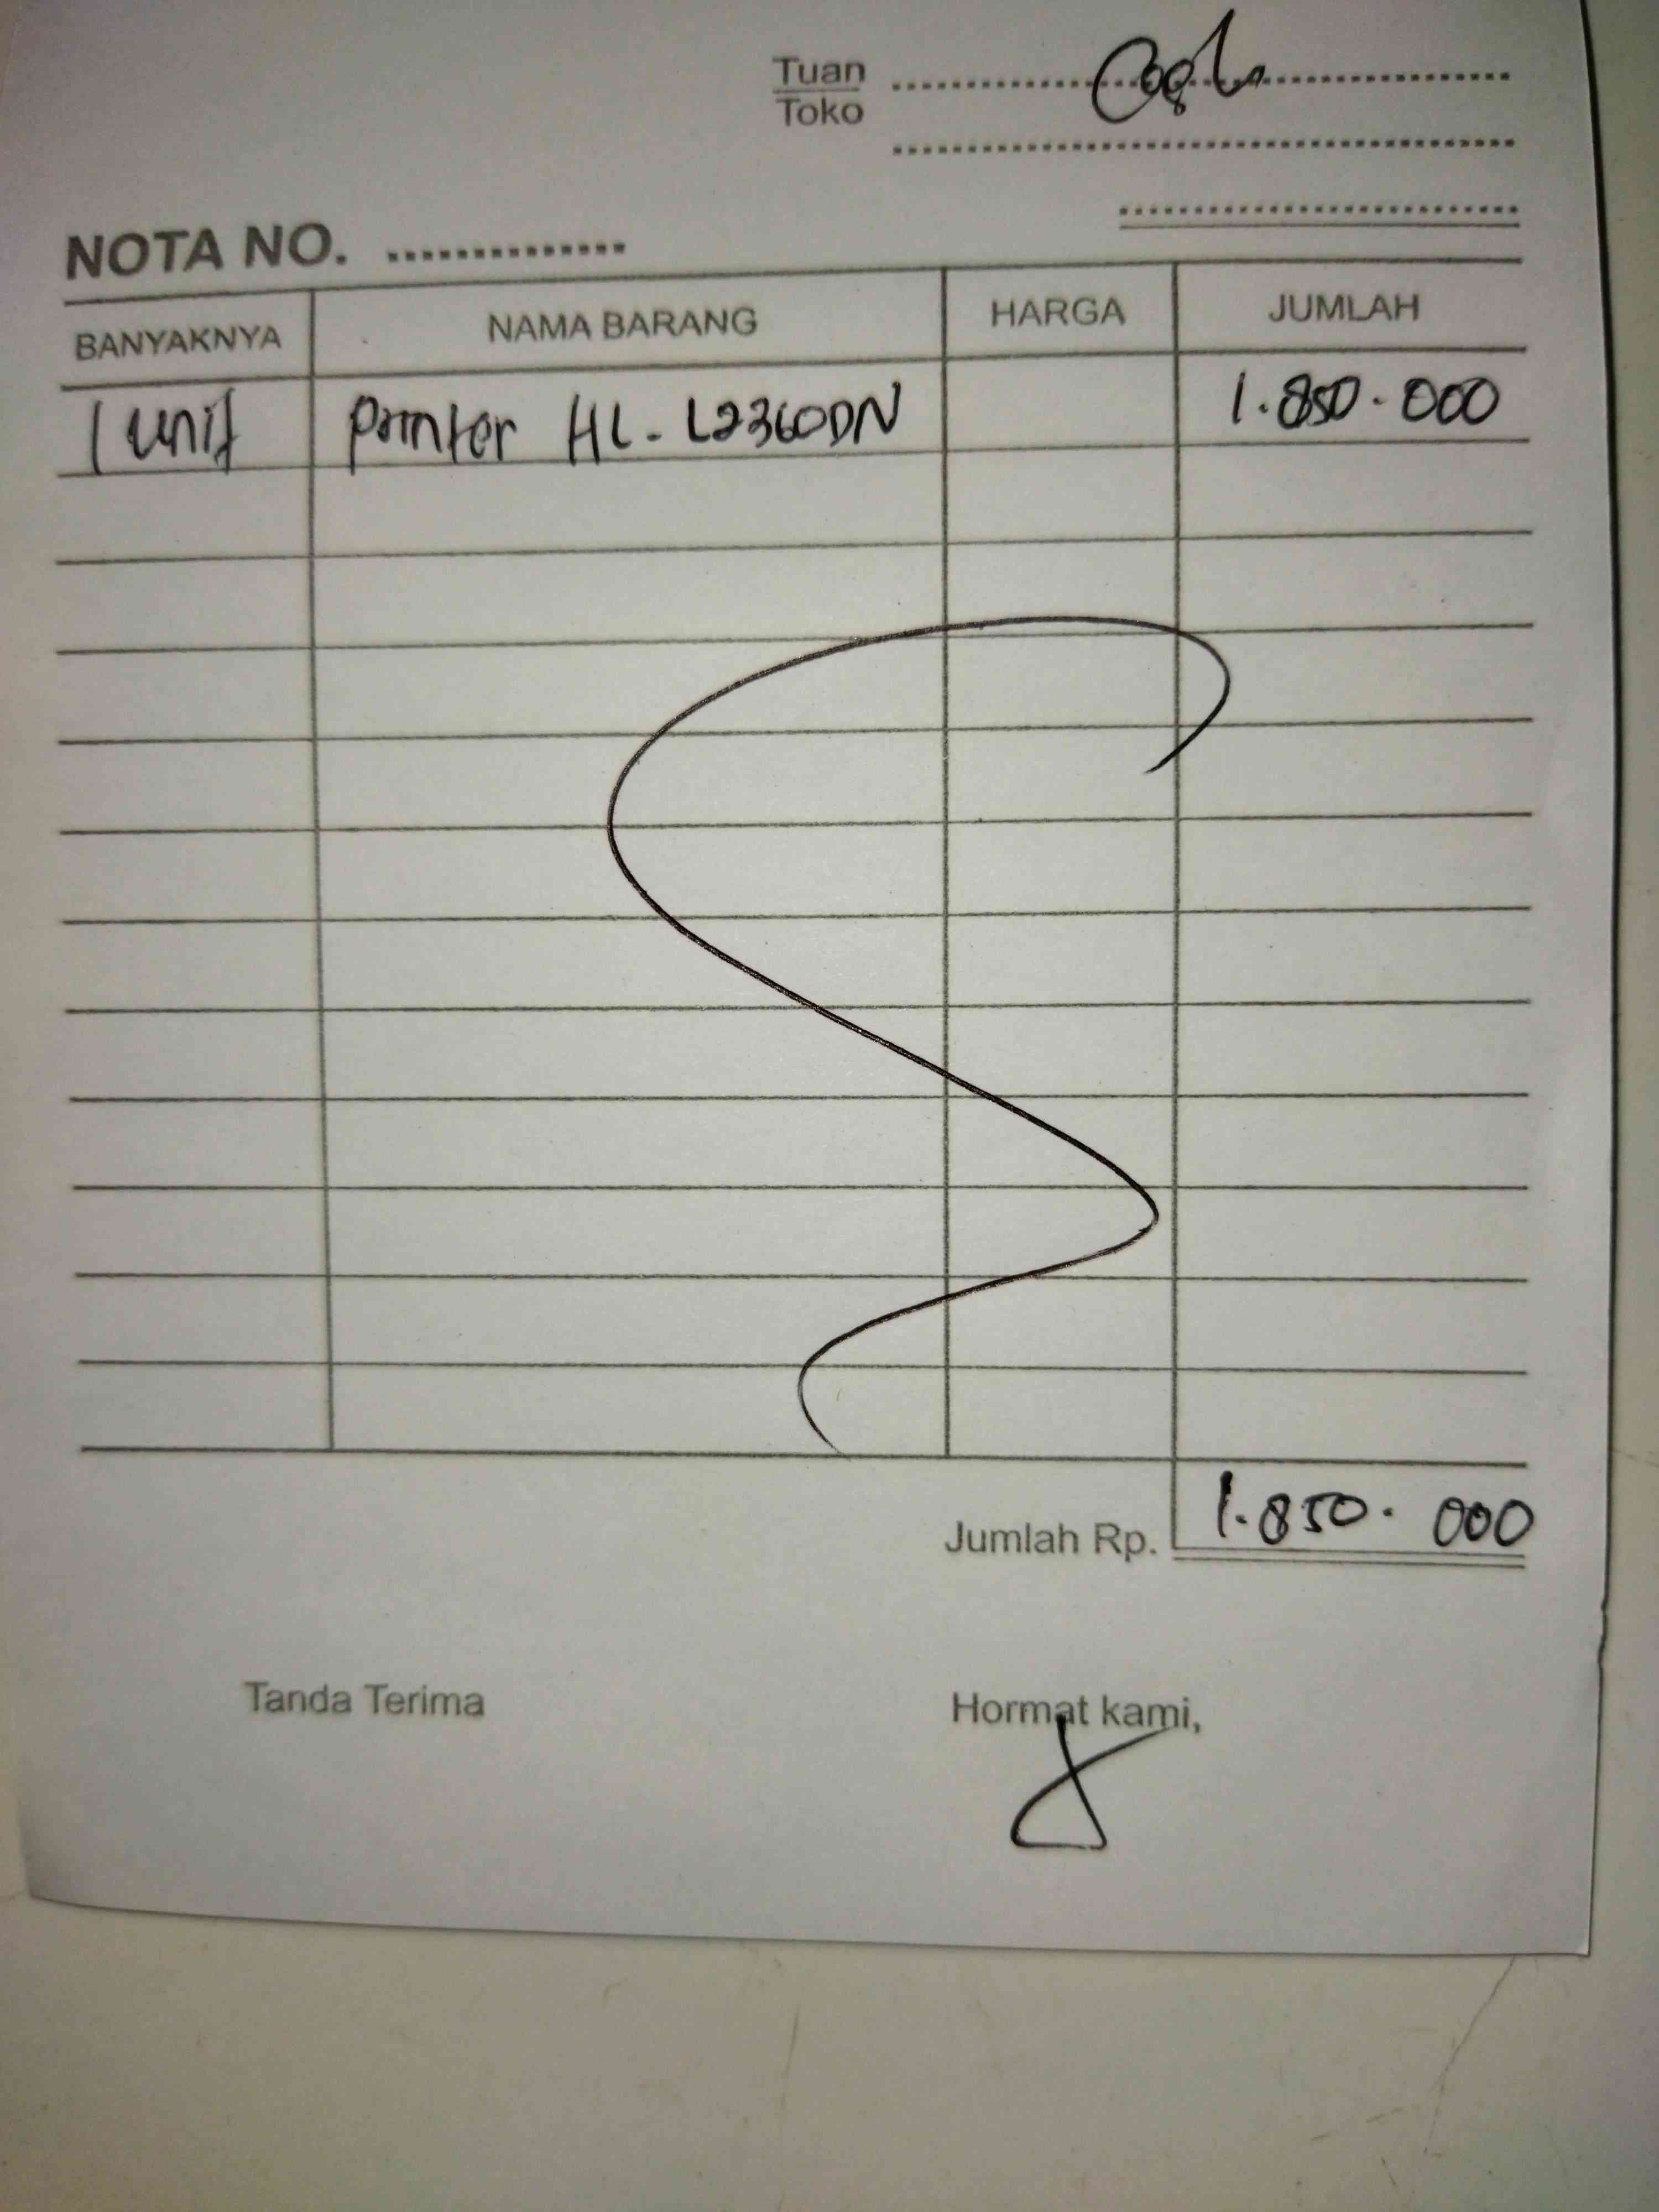 Tuan Cash
Toko
NOTA NO.
BANYAKNYA NAMA BARANG HARGA JUMLAH
1 unit Printer HL-L2360DN 1.850.000
Jumlah Rp. 1.850.000
Tanda Terima Hormat kami,